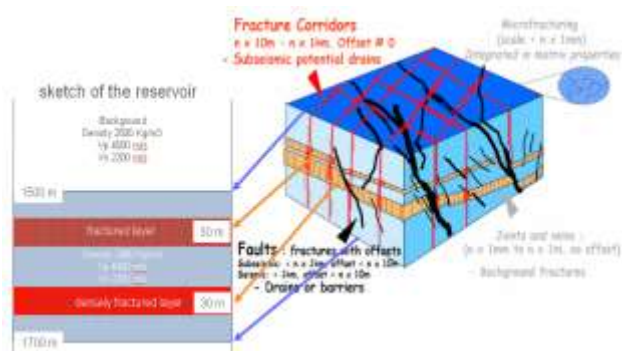 Fracture Corridors
n x 10m - n x 1km, Offset # 0
- Subseismic potential drains
Microfracturing
(scale - n x 1mm)
Integrated in matrix properties
sketch of the reservoir
Background
Density 2500 Kg/m3
Vp 4000 m/s
Vs 2200 m/s
1500 m
fractured layer
50 m
densely fractured layer
30 m
1700 m
Faults : fractures with offsets
- Drains or barriers
Joints and veins :
(n x 1mm to n x 1m, no offset)
- Background fractures